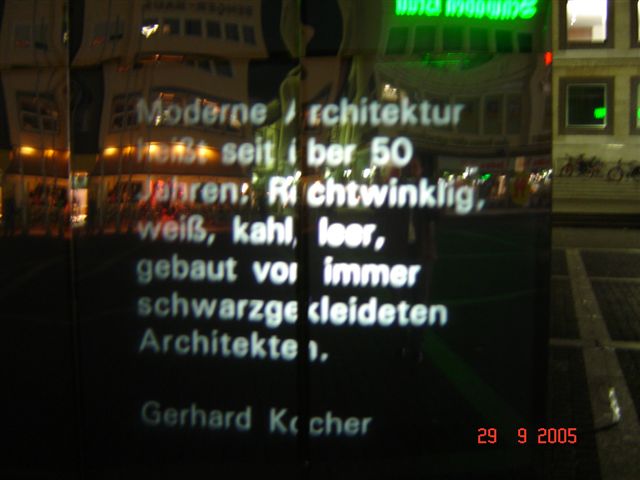 Moderne Architektur
heißt seit über 50
Jahren: Rechtwinklig,
weiß, kahl, leer,
gebaut von immer
schwarzgekleideten
Architekten.
Gerhard Kocher
29 9 2005